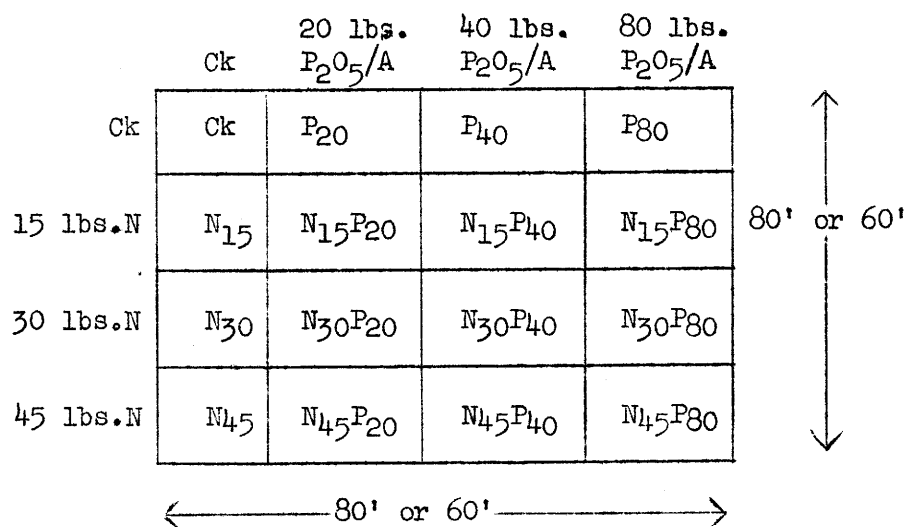 20 lbs. 40 lbs. 80 lbs.
Ck P₂O₅/A P₂O₅/A P₂O₅/A
Ck Ck P₂₀ P₄₀ P₈₀
15 lbs.N N₁₅ N₁₅P₂₀ N₁₅P₄₀ N₁₅P₈₀ 80' or 60'
30 lbs.N N₃₀ N₃₀P₂₀ N₃₀P₄₀ N₃₀P₈₀
45 lbs.N N₄₅ N₄₅P₂₀ N₄₅P₄₀ N₄₅P₈₀
80' or 60'